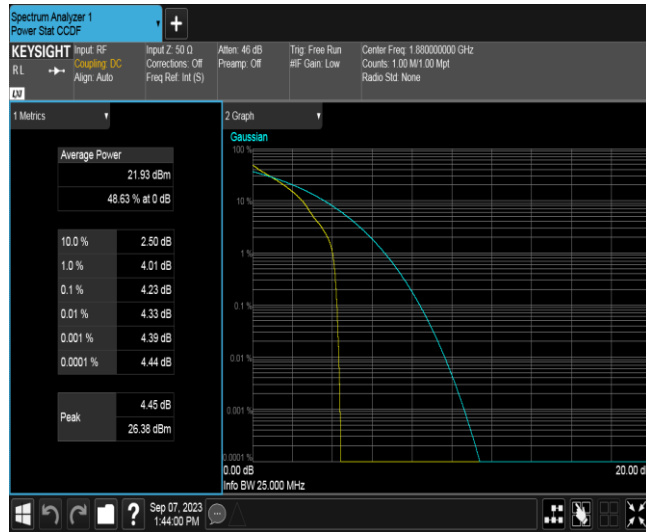 Spectrum Analyzer 1
Power Stat CCDF
KEYSIGHT
RL
LXI
Input: RF
Coupling: DC
Align: Auto
Input Z: 50 Ω
Corrections: Off
Freq Ref: Int (S)
Atten: 46 dB
Preamp: Off
Trig: Free Run
#IF Gain: Low
Center Freq: 1.880000000 GHz
Counts: 1.00 M/1.00 Mpt
Radio Std: None
1 Metrics
Average Power
21.93 dBm
48.63 % at 0 dB
10.0 % 2.50 dB
1.0 % 4.01 dB
0.1 % 4.23 dB
0.01 % 4.33 dB
0.001 % 4.39 dB
0.0001 % 4.44 dB
Peak
4.45 dB
26.38 dBm
2 Graph
Gaussian
100 %
10 %
1 %
0.1 %
0.01 %
0.001 %
0.0001 %
0.00 dB
20.00 d
Info BW 25.000 MHz
?
Sep 07, 2023
1:44:00 PM